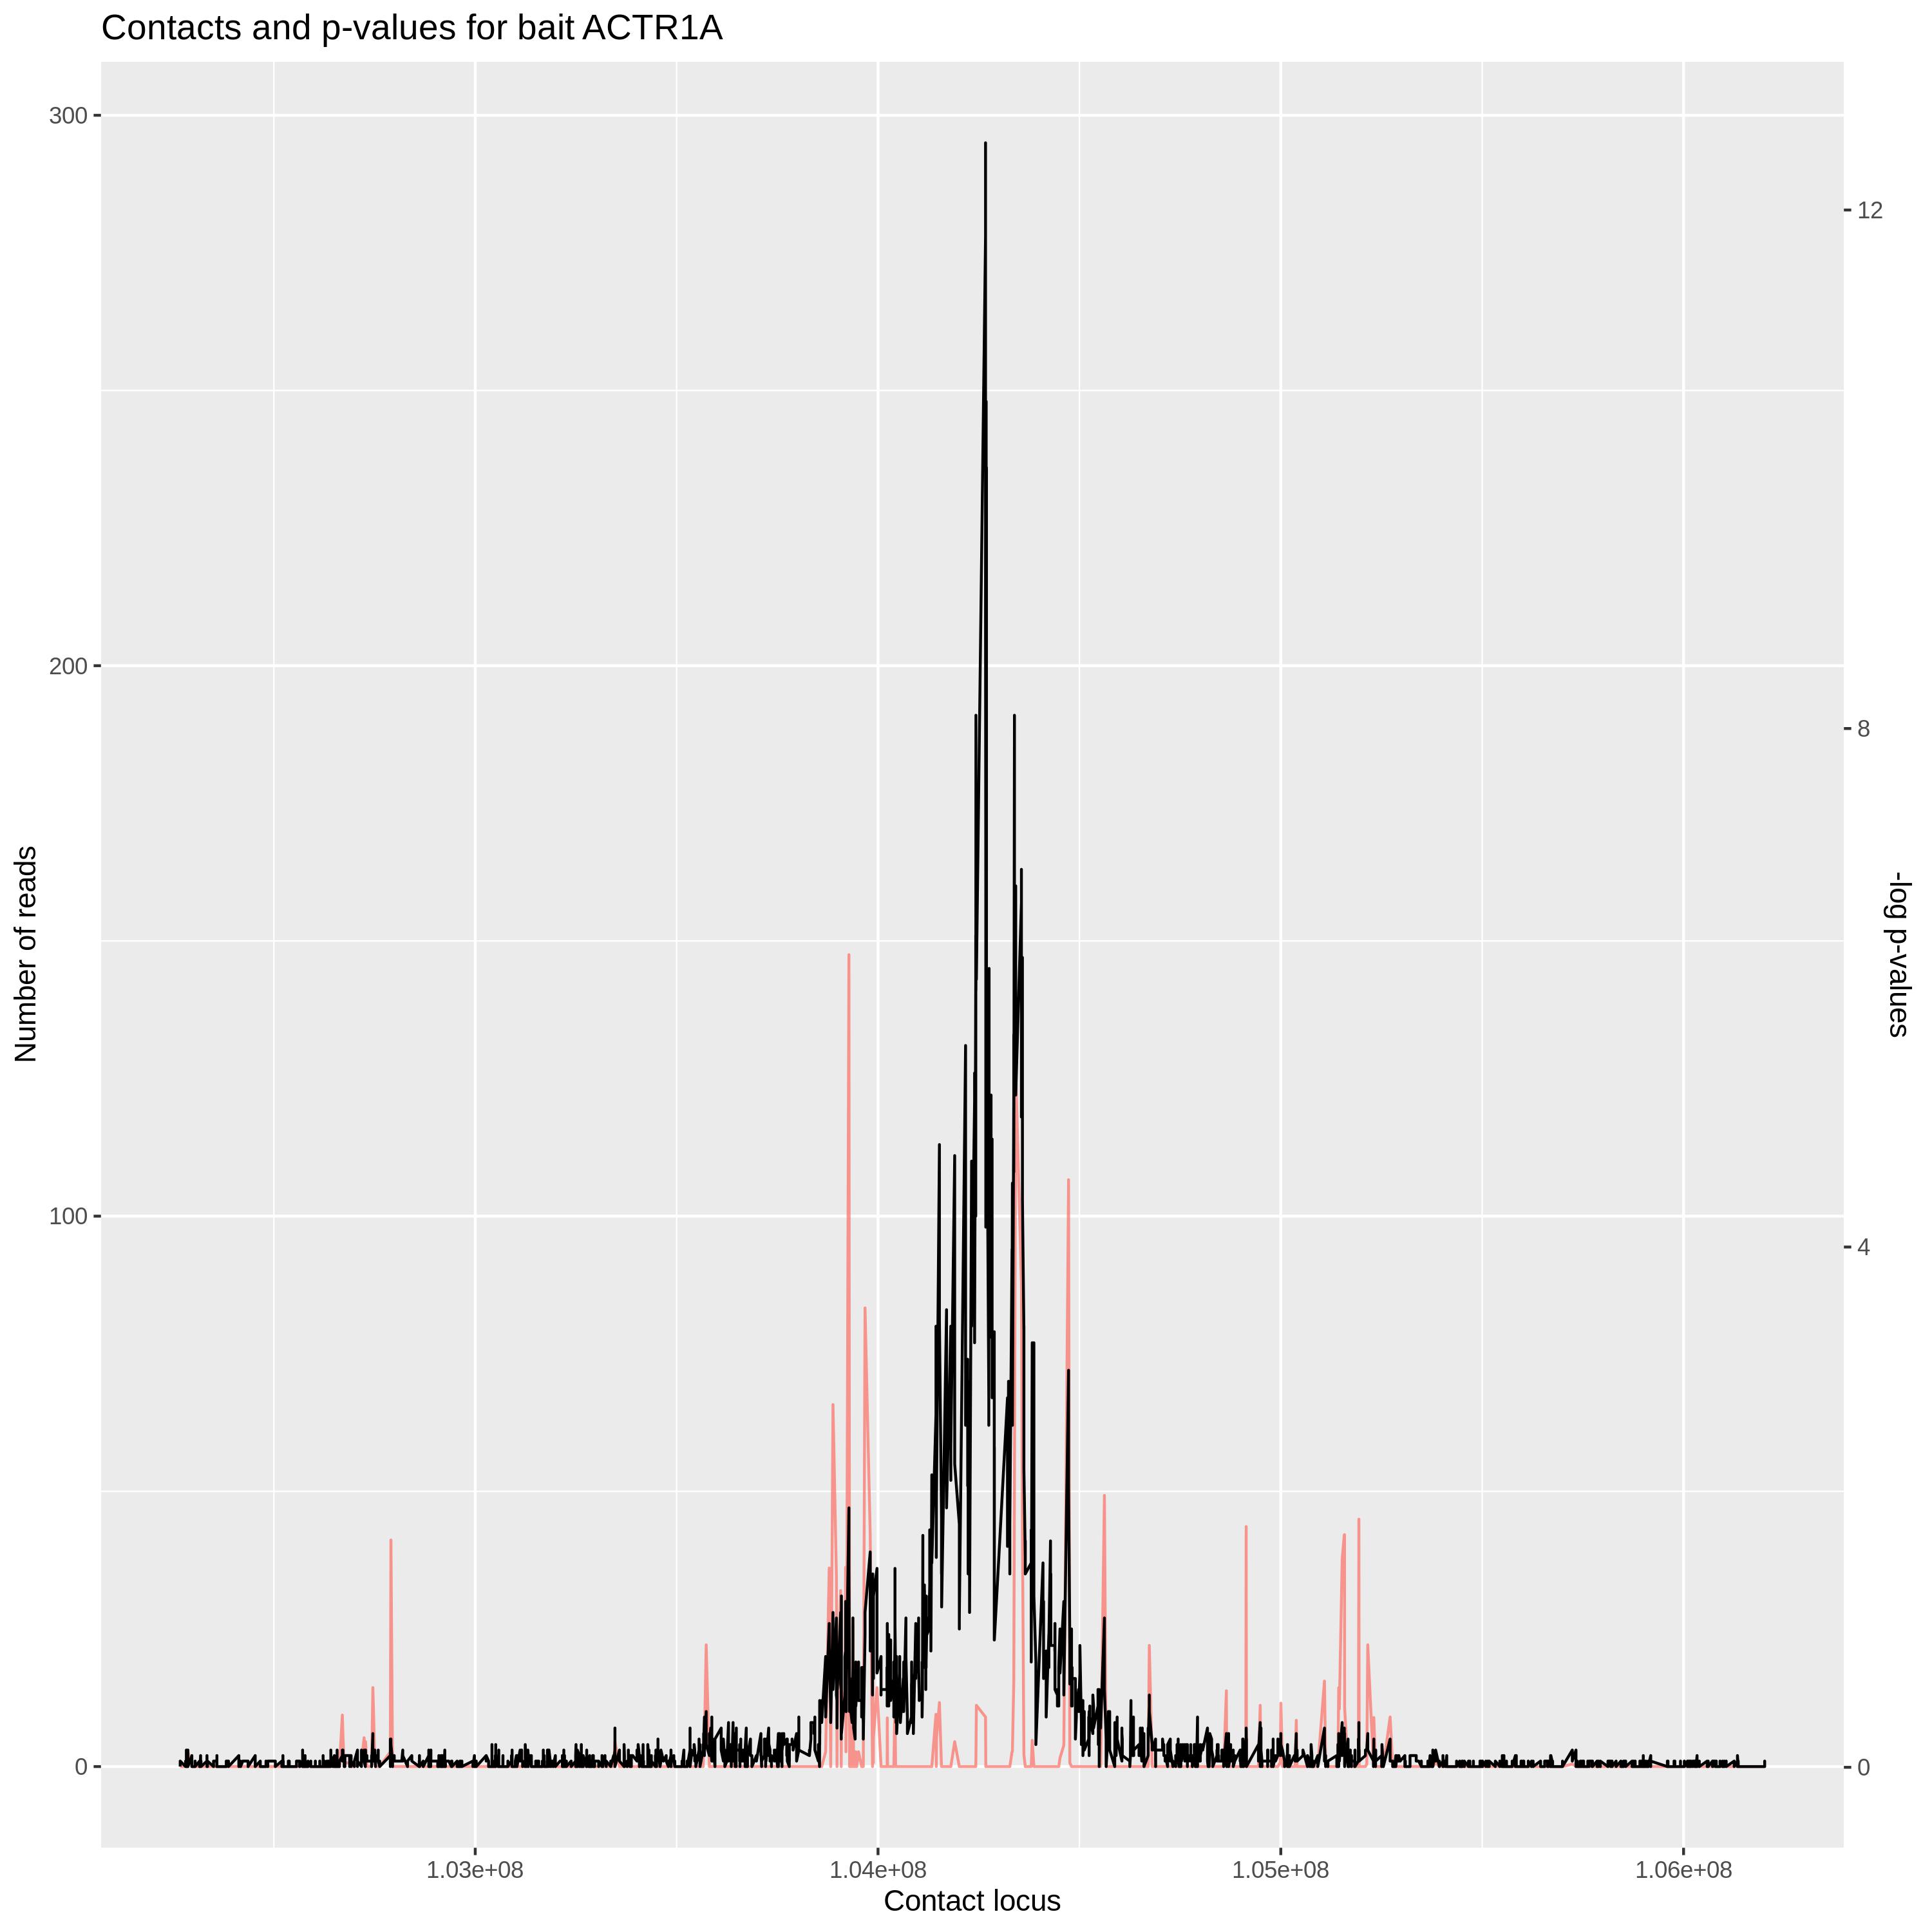 Contacts and p-values for bait ACTR1A
300
200
100
0
12
8
4
0
Number of reads
-log p-values
1.03e+08
1.04e+08
1.05e+08
1.06e+08
Contact locus